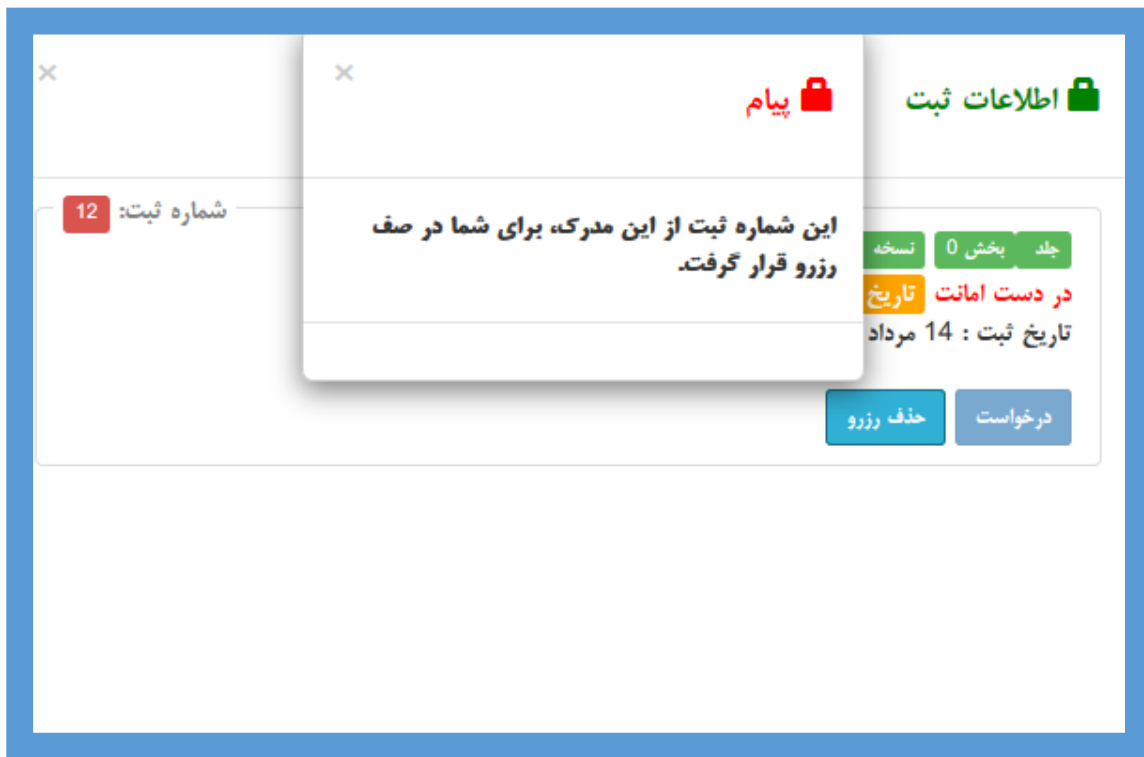 اطلاعات ثبت
پیام
این شماره ثبت از این مدرک، برای شما در صف
رزرو قرار گرفت.
شماره ثبت: 12
جلد بخش 0 نسخه
در دست امانت تاریخ
تاریخ ثبت : 14 مرداد
درخواست حذف رزرو